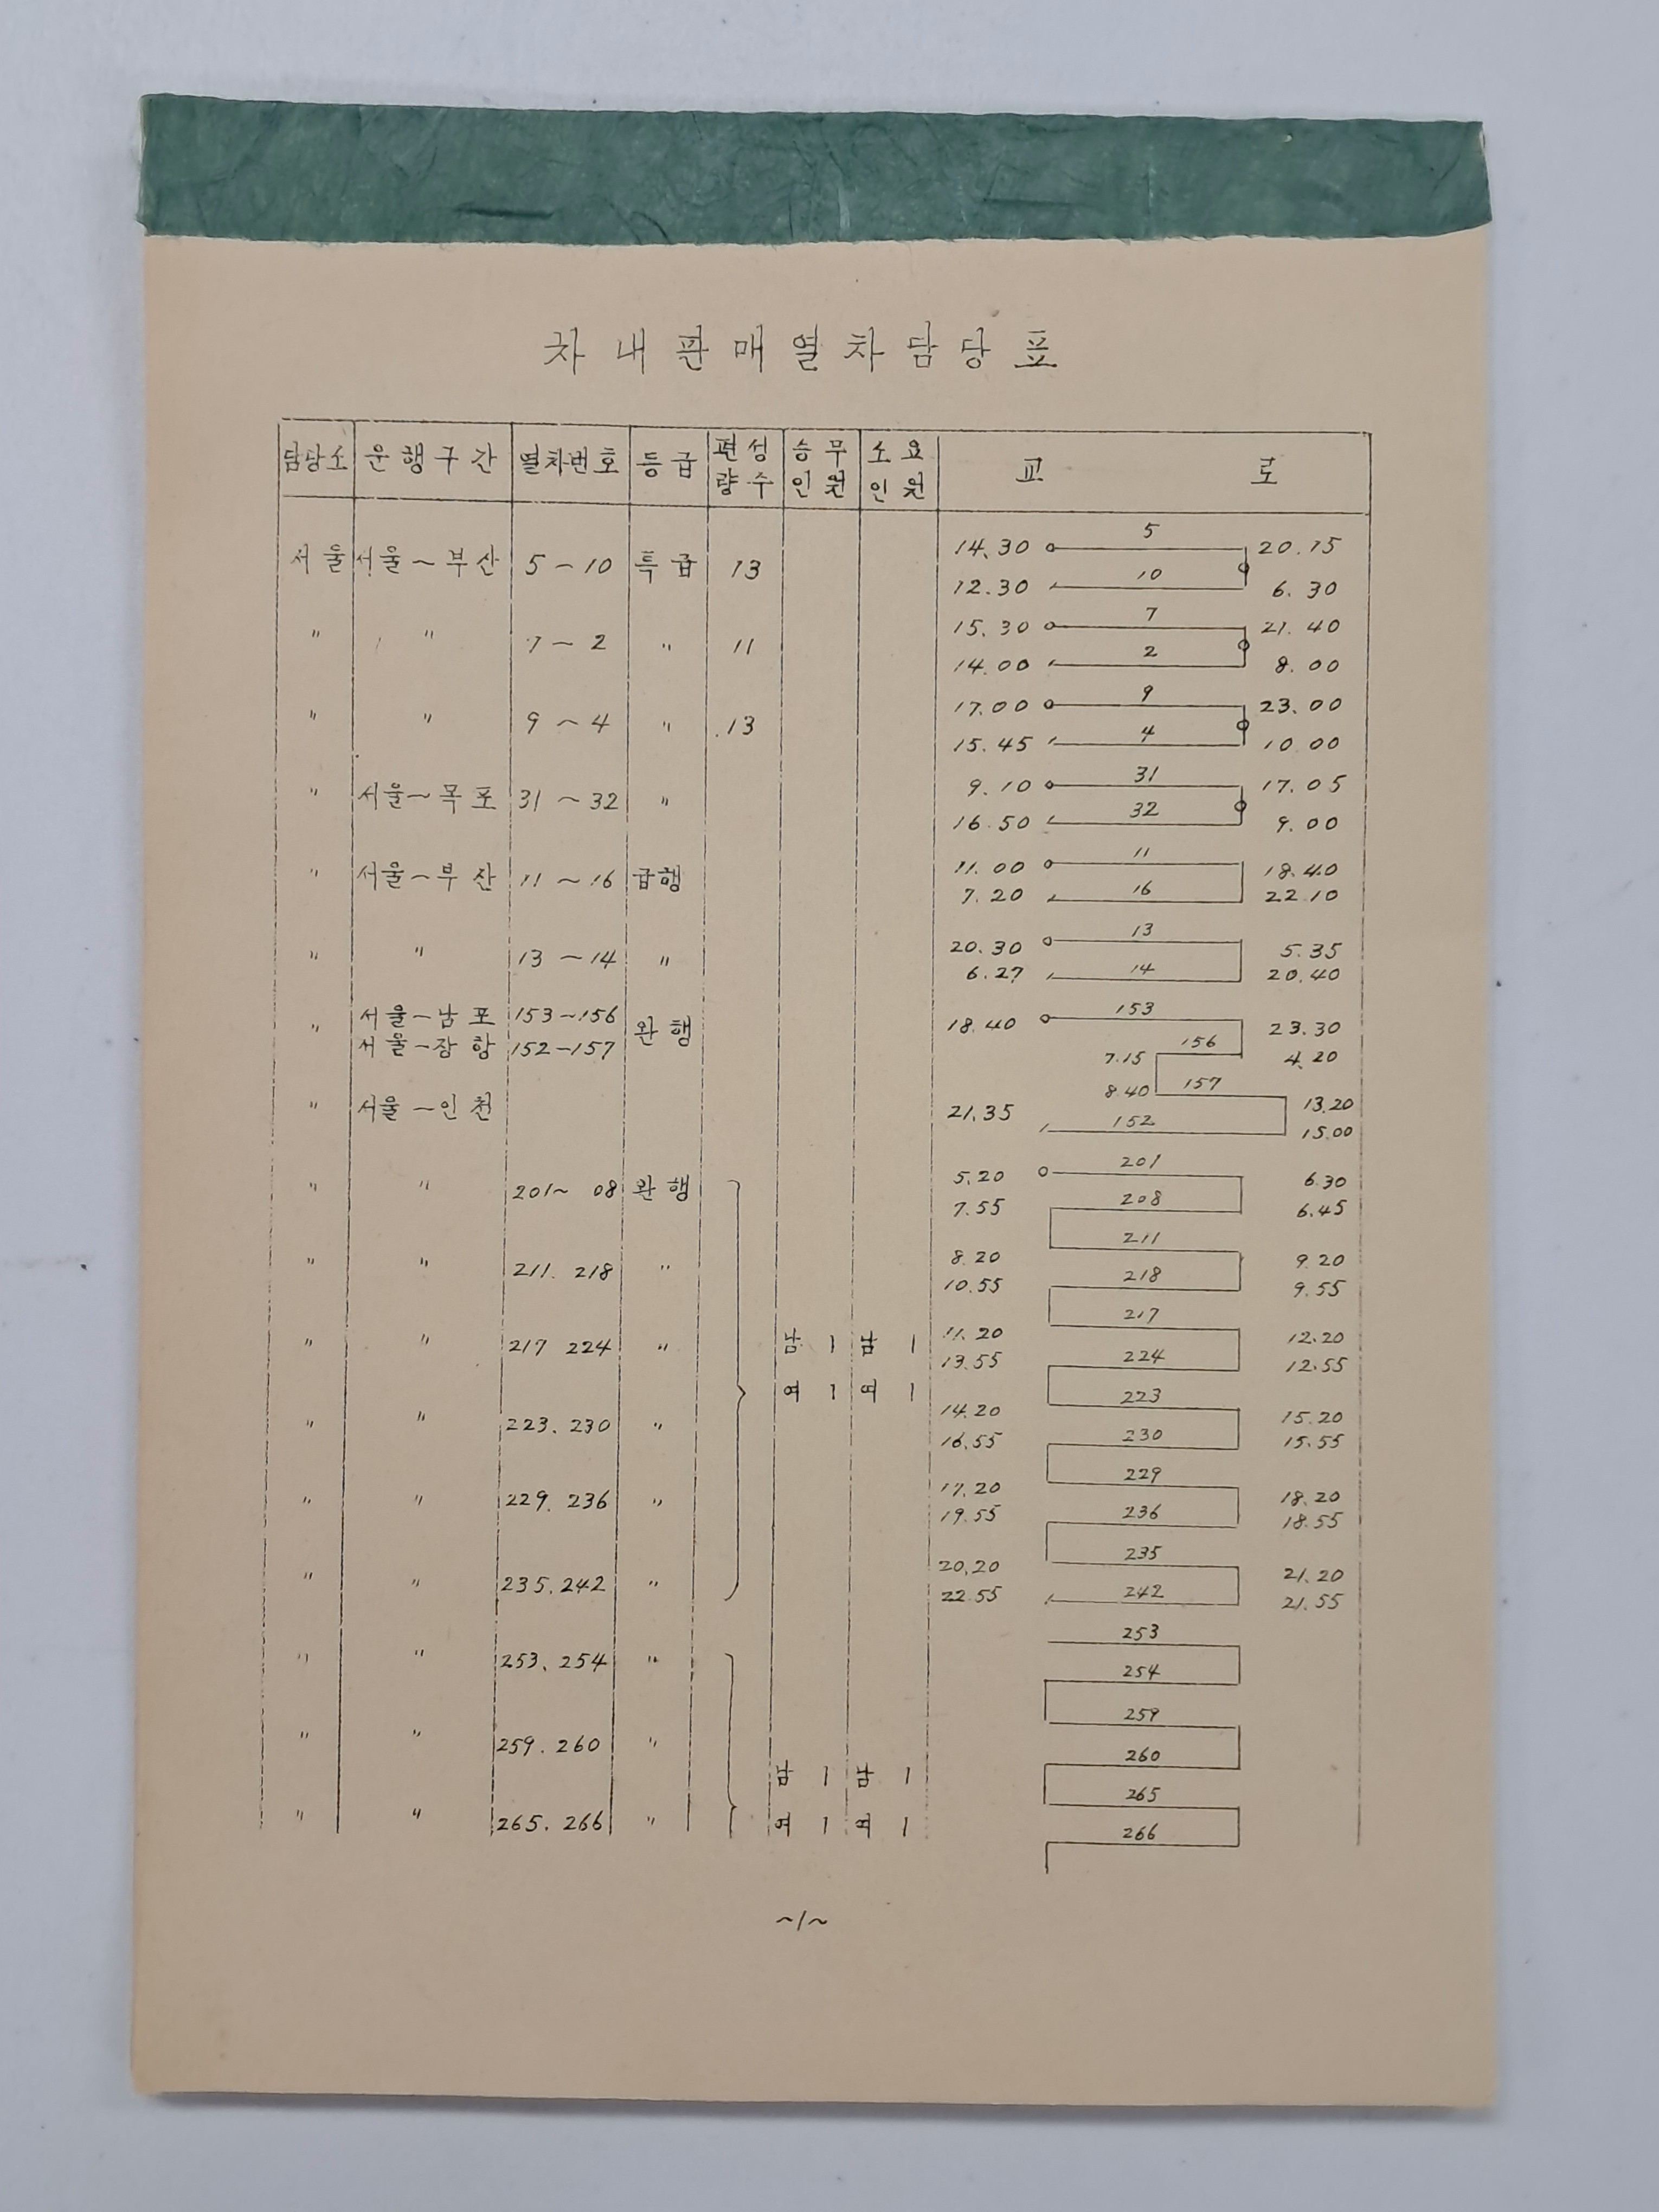 차내판매열차담당표
담당소 운행구간 열차번호 등급 편성량수 승무인원 소요인원 교로
서울 서울~부산 5~10 특급 13 14.30 5 20.15
12.30 10 6.30
" " 7~2 " 11 15.30 7 21.40
14.00 2 8.00
" " 9~4 " 13 17.00 9 23.00
15.45 4 10.00
" 서울~목포 31~32 " 9.10 31 17.05
16.50 32 9.00
" 서울~부산 11~16 급행 11.00 11 18.40
7.20 16 22.10
" " 13~14 " 20.30 13 5.35
6.27 14 20.40
" 서울~남포 153~156 완행 18.40 153 23.30
서울~장항 152~157 7.15 156 4.20
" 서울~인천 8.40 157 13.20
21.35 152 15.00
" " 201~ 08 완행 5.20 201 6.30
7.55 208 6.45
" " 211. 218 " 8.20 211 9.20
10.55 218 9.55
" " 217 224 " 남 1 남 1 11.20 217 12.20
13.55 224 12.55
여 1 여 1
" " 223. 230 " 14.20 223 15.20
16.55 230 15.55
" " 229. 236 " 17.20 229 18.20
19.55 236 18.55
" " 235. 242 " 20.20 235 21.20
22.55 242 21.55
" " 253. 254 " 253
254
" " 259. 260 " 259
260
남 1 남 1
" " 265. 266 " 여 1 여 1 265
266
~1~